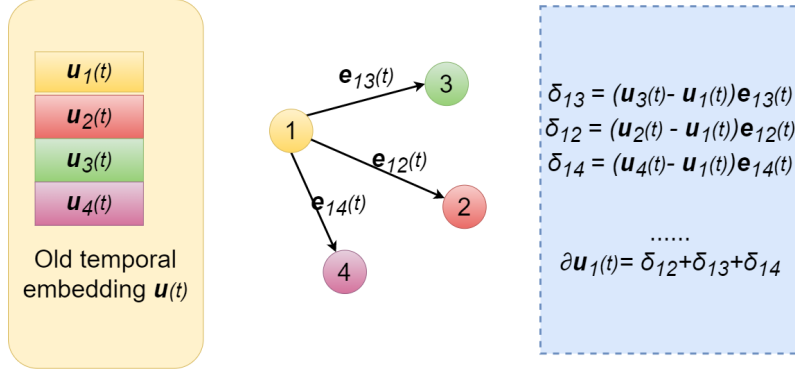 u1(t)
u2(t)
u3(t)
u4(t)
Old temporal
embedding u(t)
e13(t)
3
1
e12(t)
e14(t)
2
4
δ13 = (u3(t)- u1(t))e13(t)
δ12 = (u2(t) - u1(t))e12(t)
δ14 = (u4(t)- u1(t))e14(t)
......
∂u1(t)= δ12+δ13+δ14